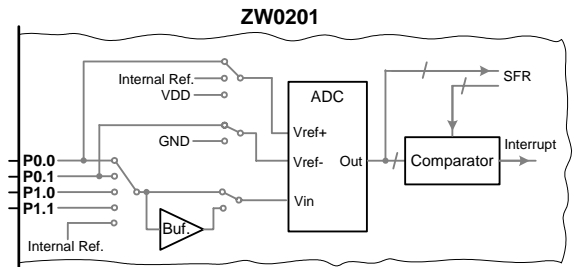 ZW0201
Internal Ref.
VDD
ADC
SFR
Vref+
GND
Vref-
Out
Comparator
Interrupt
P0.0
P0.1
P1.0
P1.1
Vin
Buf.
Internal Ref.